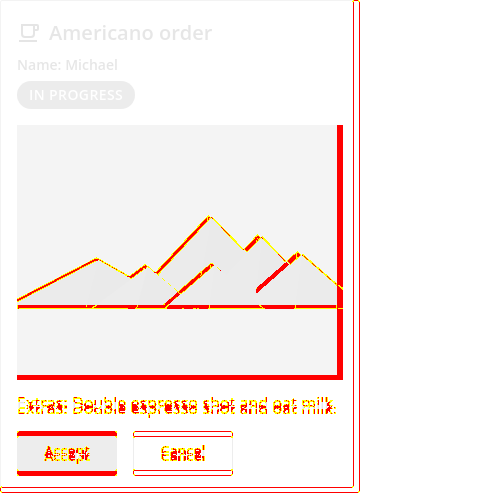 Americano order
Name: Michael
IN PROGRESS
Extras: Double espresso shot and oat milk
Accept
Cancel